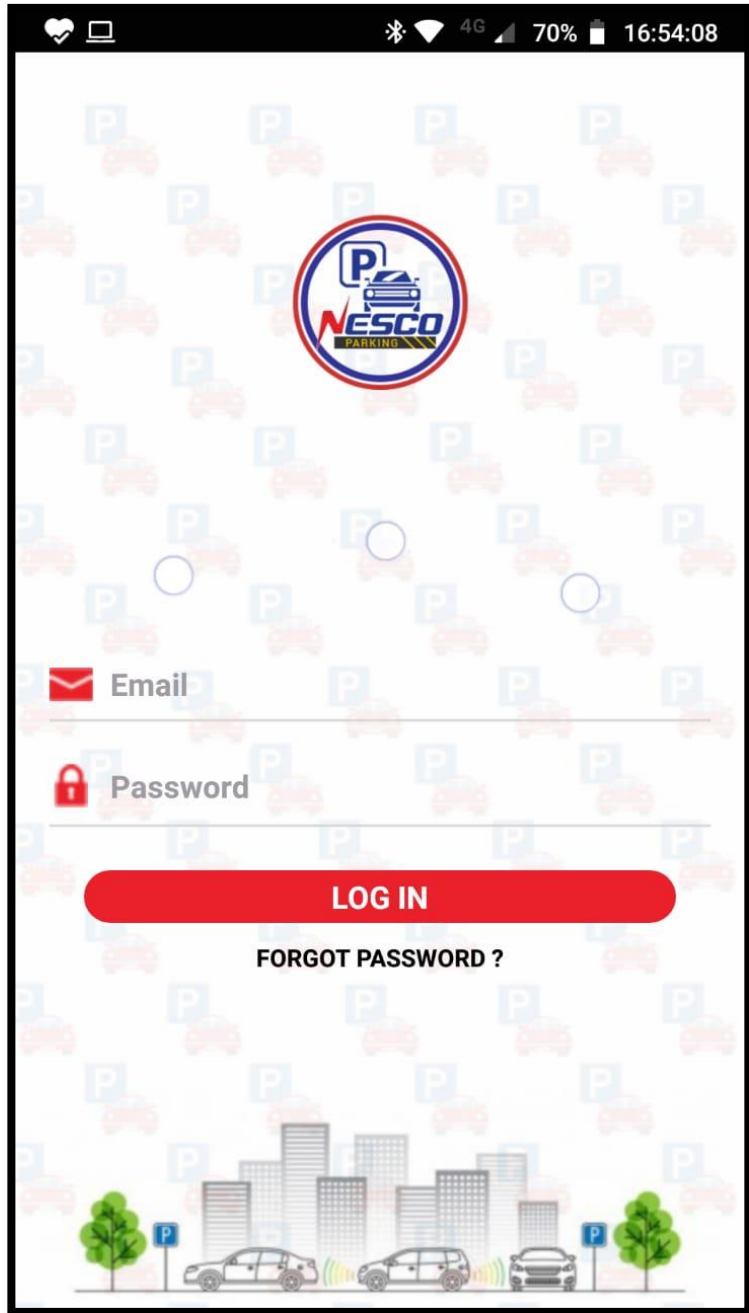 4G 70% 16:54:08
P
NESCO
PARKING
Email
Password
LOG IN
FORGOT PASSWORD ?
P
P